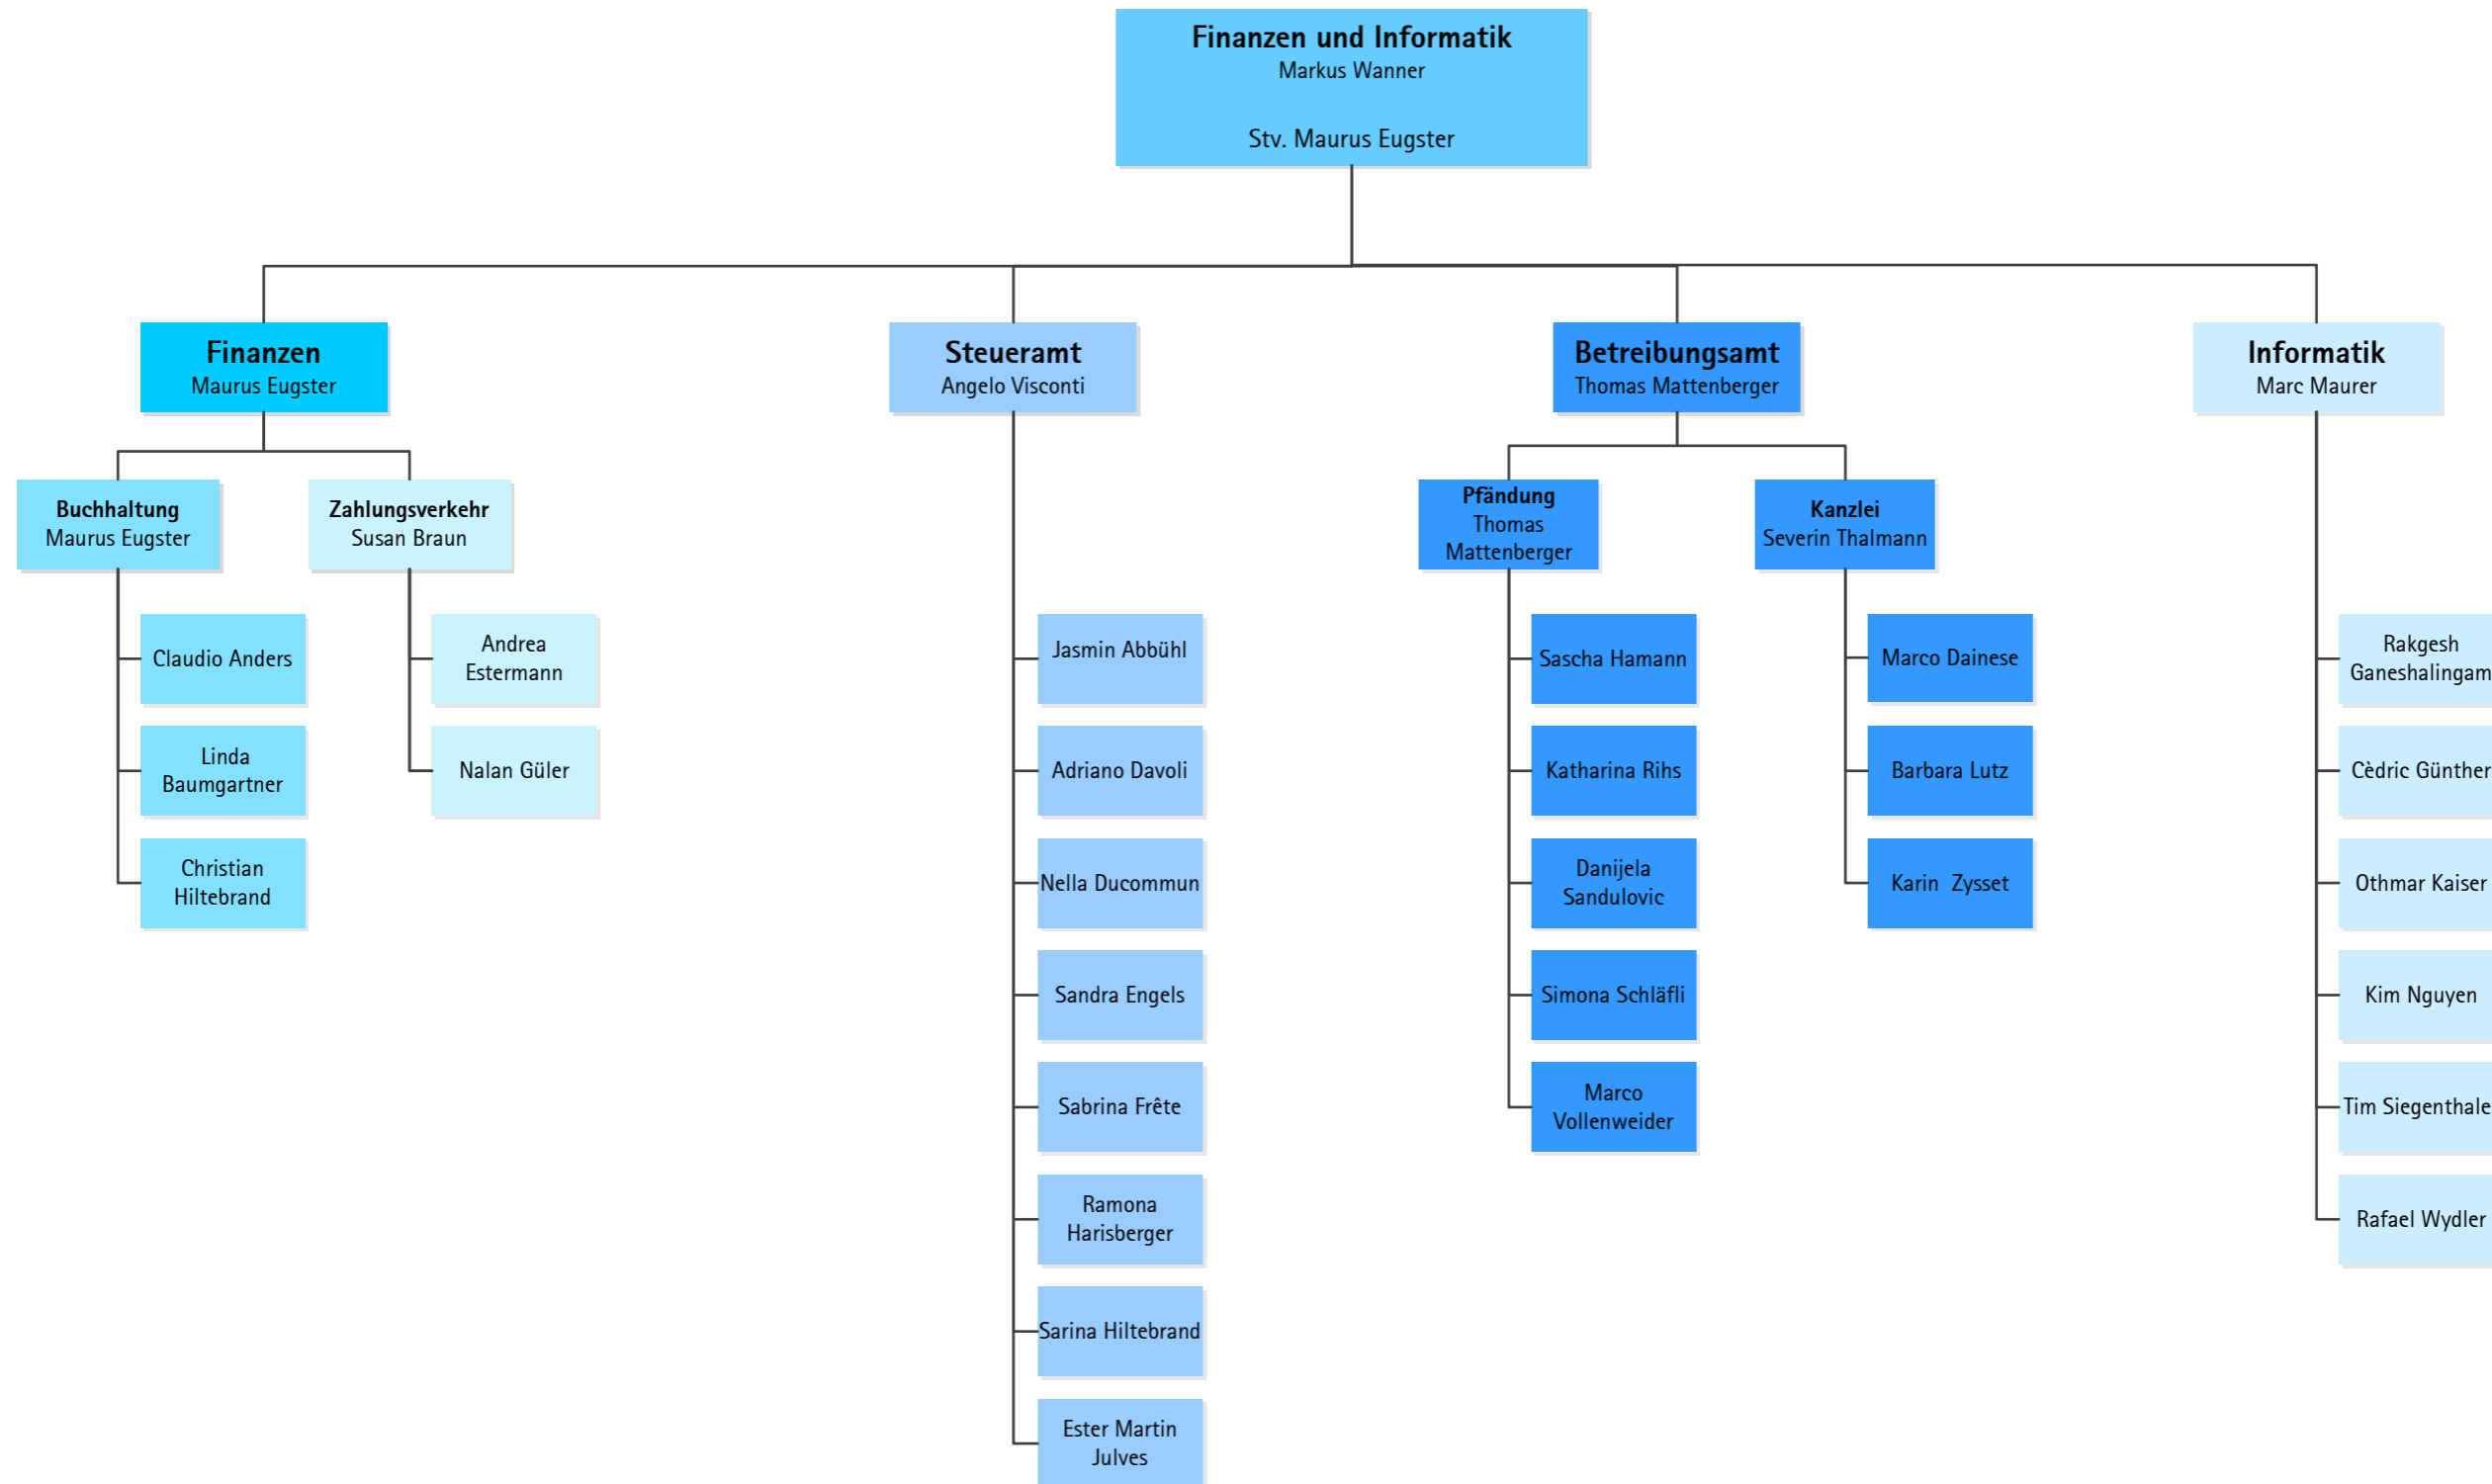 Finanzen und Informatik
Markus Wanner
Stv. Maurus Eugster
Finanzen
Maurus Eugster
Steueramt
Angelo Visconti
Betreibungsamt
Thomas Mattenberger
Informatik
Marc Maurer
Buchhaltung
Maurus Eugster
Zahlungsverkehr
Susan Braun
Pfändung
Thomas
Mattenberger
Kanzlei
Severin Thalmann
Claudio Anders
Linda
Baumgartner
Christian
Hiltebrand
Andrea
Estermann
Nalan Güler
Jasmin Abbühl
Adriano Davoli
Nella Ducommun
Sandra Engels
Sabrina Frête
Ramona
Harisberger
Sarina Hiltebrand
Ester Martin
Julves
Sascha Hamann
Katharina Rihs
Danijela
Sandulovic
Simona Schläfli
Marco
Vollenweider
Marco Dainese
Barbara Lutz
Karin Zysset
Rakgesh
Ganeshalingam
Cèdric Günther
Othmar Kaiser
Kim Nguyen
Tim Siegenthale
Rafael Wydler